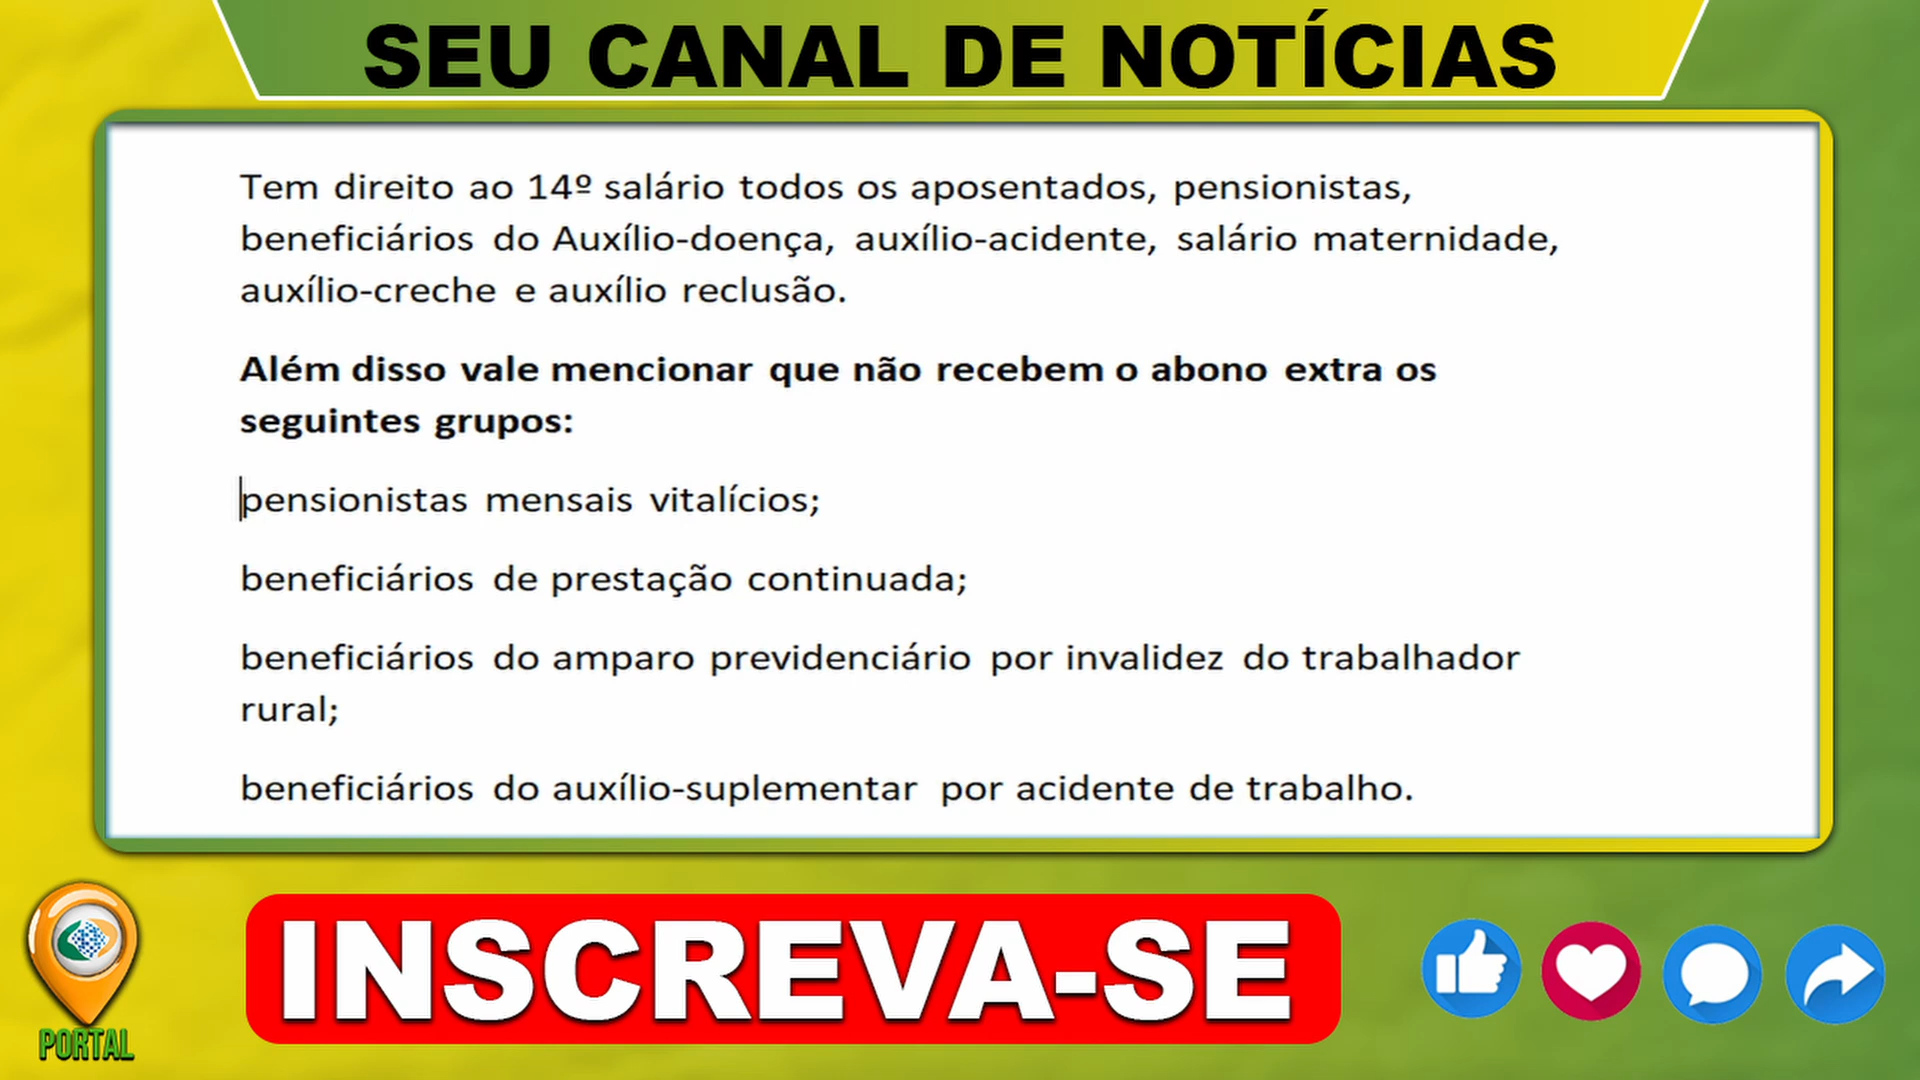 SEU CANAL DE NOTÍCIAS
Tem direito ao 14º salário todos os aposentados, pensionistas,
beneficiários do Auxílio-doença, auxílio-acidente, salário maternidade,
auxílio-creche e auxílio reclusão.
Além disso vale mencionar que não recebem o abono extra os
seguintes grupos:
pensionistas mensais vitalícios;
beneficiários de prestação continuada;
beneficiários do amparo previdenciário por invalidez do trabalhador
rural;
beneficiários do auxílio-suplementar por acidente de trabalho.
INSCREVA-SE
PORTAL